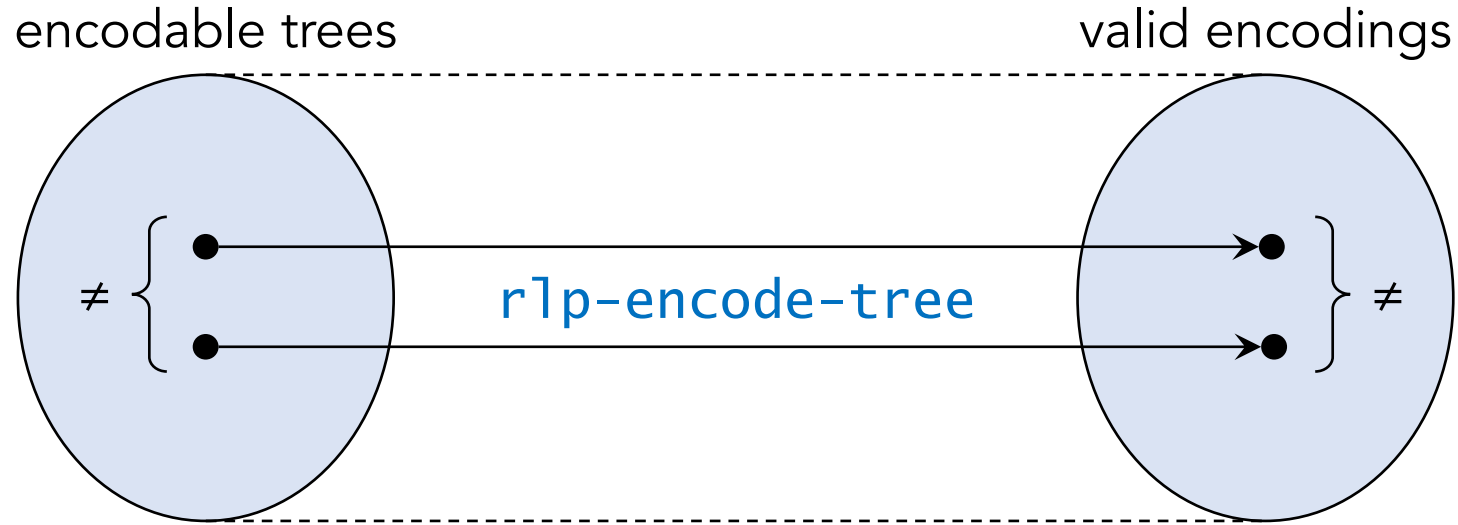 encodable trees
valid encodings
≠
rlp-encode-tree
≠